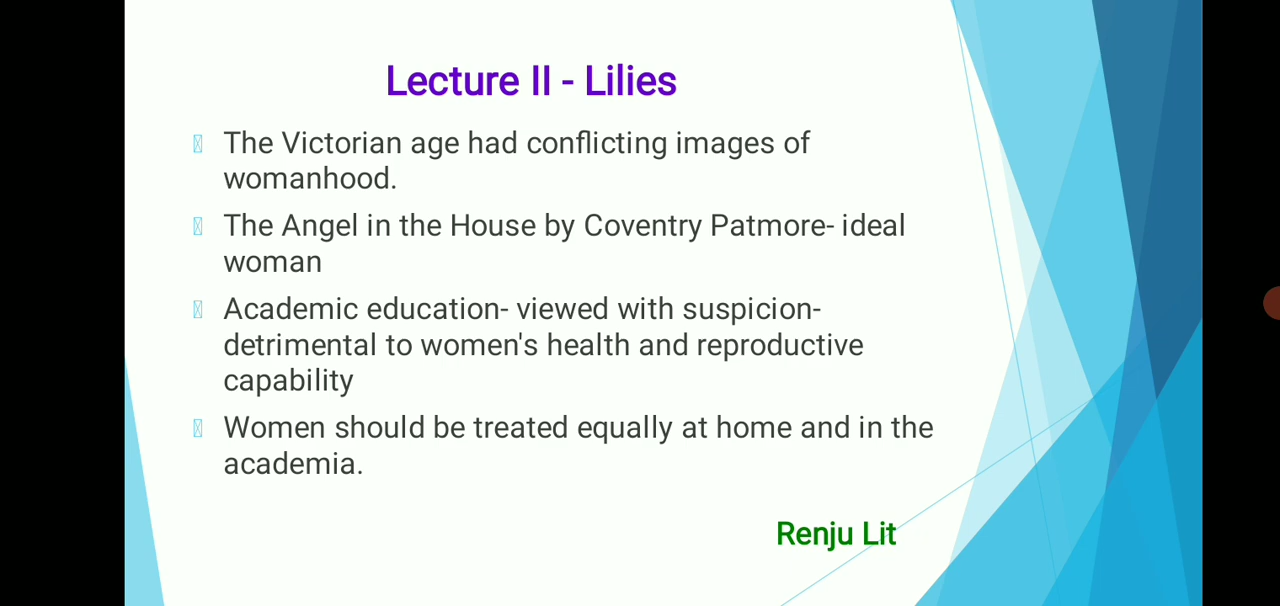 Lecture II - Lilies
The Victorian age had conflicting images of
womanhood.
The Angel in the House by Coventry Patmore- ideal
woman
Academic education- viewed with suspicion-
detrimental to women's health and reproductive
capability
Women should be treated equally at home and in the
academia.
Renju Lit